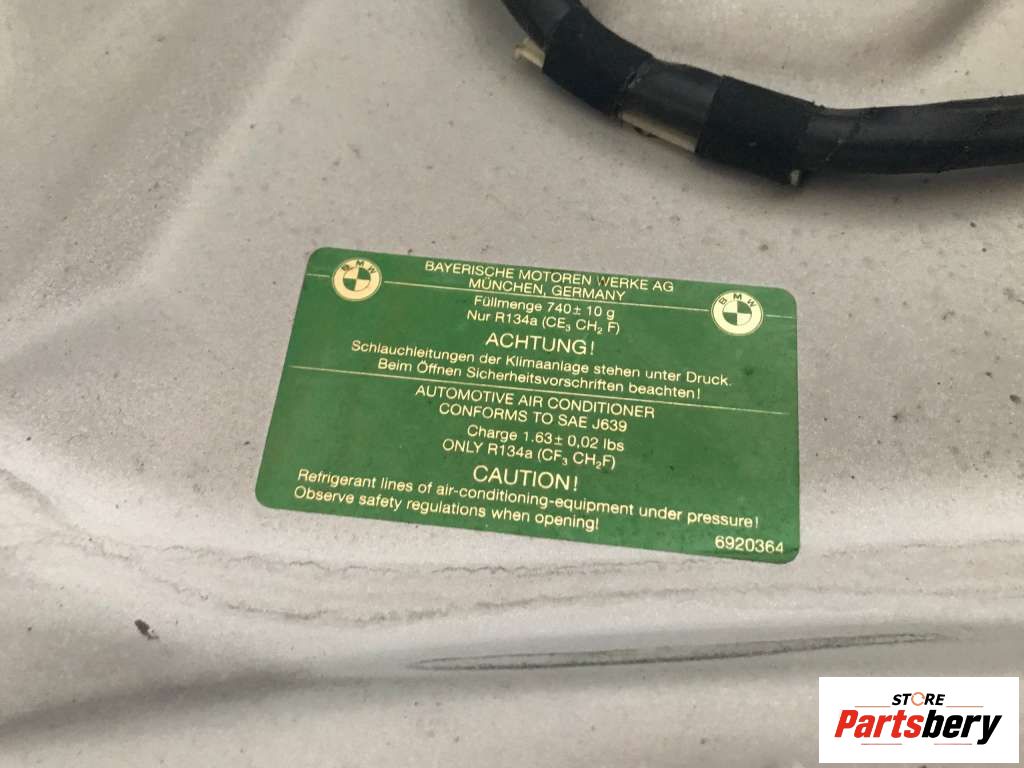 BMW
BAYERISCHE MOTOREN WERKE AG
MÜNCHEN, GERMANY
BMW
Füllmenge 740± 10 g
Nur R134a (CE₃ CH₂ F)
ACHTUNG!
Schlauchleitungen der Klimaanlage stehen unter Druck.
Beim Öffnen Sicherheitsvorschriften beachten!
AUTOMOTIVE AIR CONDITIONER
CONFORMS TO SAE J639
Charge 1.63± 0,02 lbs
ONLY R134a (CF₃ CH₂F)
CAUTION!
Refrigerant lines of air-conditioning-equipment under pressure!
Observe safety regulations when opening!
6920364
STORE
Partsbery